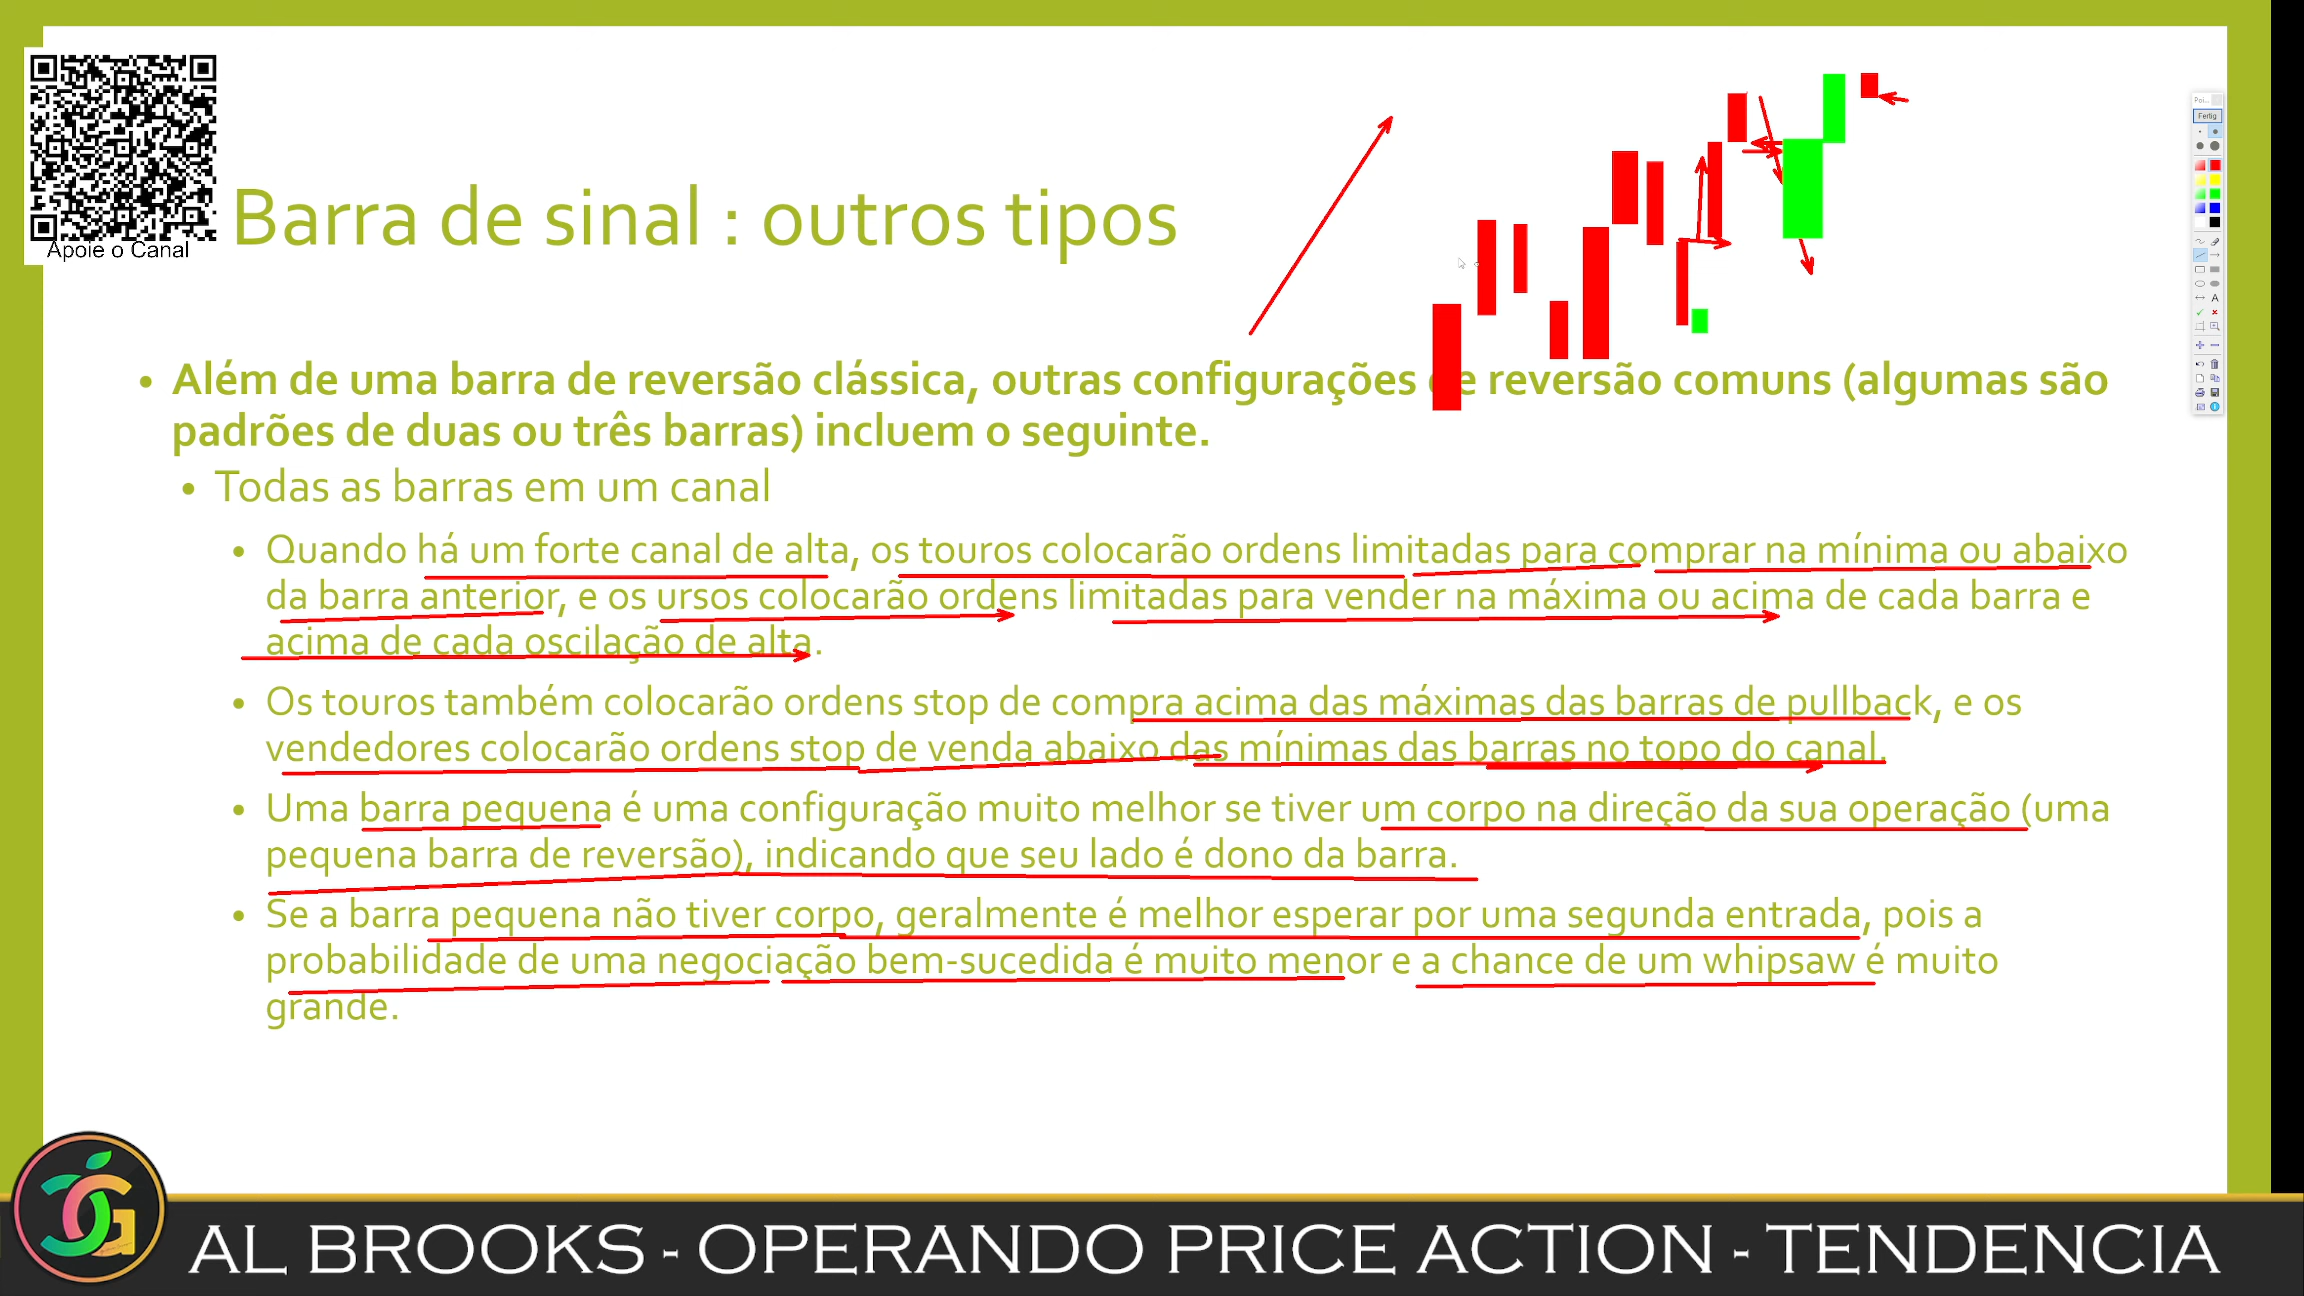 Apoie o Canal
Barra de sinal : outros tipos
• Além de uma barra de reversão clássica, outras configurações de reversão comuns (algumas são
padrões de duas ou três barras) incluem o seguinte.
• Todas as barras em um canal
• Quando há um forte canal de alta, os touros colocarão ordens limitadas para comprar na mínima ou abaixo
da barra anterior, e os ursos colocarão ordens limitadas para vender na máxima ou acima de cada barra e
acima de cada oscilação de alta.
• Os touros também colocarão ordens stop de compra acima das máximas das barras de pullback, e os
vendedores colocarão ordens stop de venda abaixo das mínimas das barras no topo do canal.
• Uma barra pequena é uma configuração muito melhor se tiver um corpo na direção da sua operação (uma
pequena barra de reversão), indicando que seu lado é dono da barra.
• Se a barra pequena não tiver corpo, geralmente é melhor esperar por uma segunda entrada, pois a
probabilidade de uma negociação bem-sucedida é muito menor e a chance de um whipsaw é muito
grande.
Poi...
Fertig
A
AL BROOKS - OPERANDO PRICE ACTION - TENDENCIA